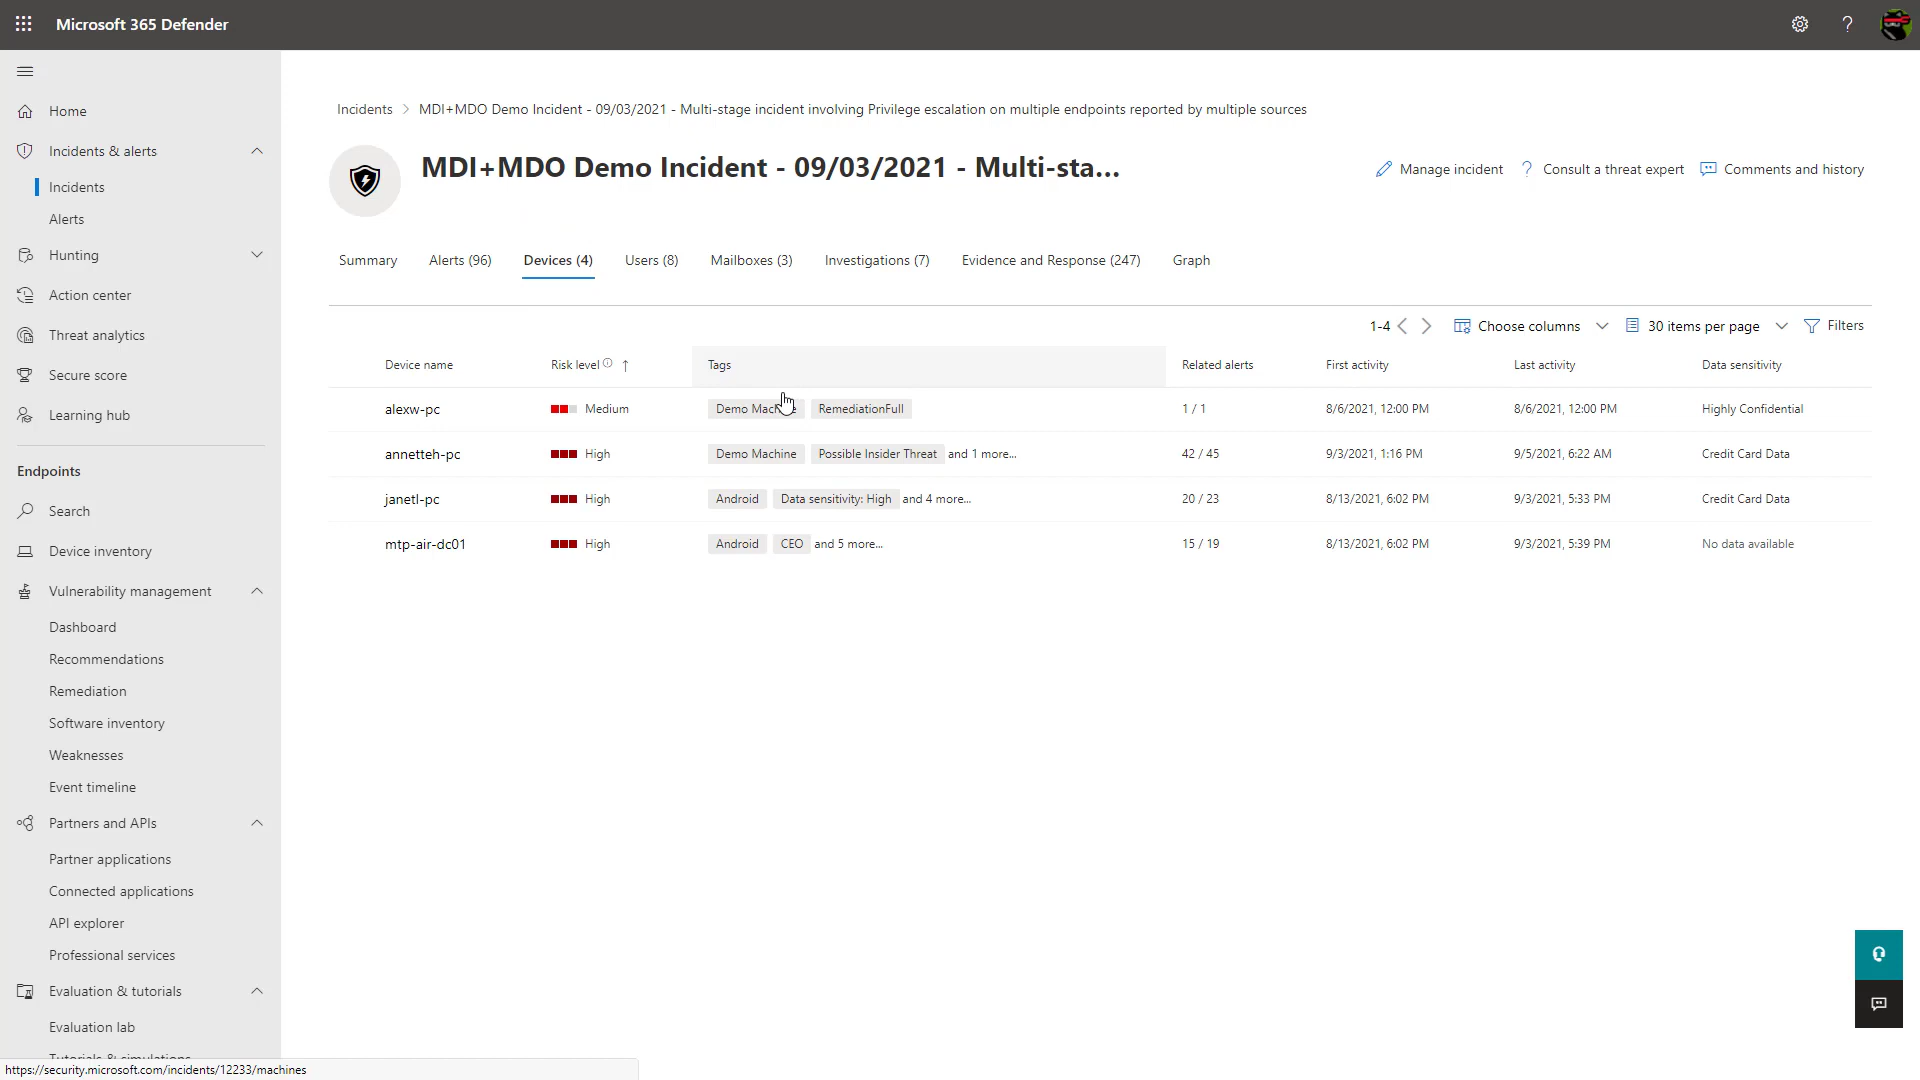 Microsoft 365 Defender
?
Home
Incidents & alerts
Incidents
Alerts
Hunting
Action center
Threat analytics
Secure score
Learning hub
Endpoints
Search
Device inventory
Vulnerability management
Dashboard
Recommendations
Remediation
Software inventory
Weaknesses
Event timeline
Partners and APIs
Partner applications
Connected applications
API explorer
Professional services
Evaluation & tutorials
Evaluation lab
Tutorials & simulations
https://security.microsoft.com/incidents/12233/machines
Incidents > MDI+MDO Demo Incident - 09/03/2021 - Multi-stage incident involving Privilege escalation on multiple endpoints reported by multiple sources
MDI+MDO Demo Incident - 09/03/2021 - Multi-sta...
Manage incident ? Consult a threat expert Comments and history
Summary Alerts (96) Devices (4) Users (8) Mailboxes (3) Investigations (7) Evidence and Response (247) Graph
1-4 Choose columns 30 items per page Filters
Device name Risk level Tags Related alerts First activity Last activity Data sensitivity
alexw-pc Medium Demo Machine RemediationFull 1 / 1 8/6/2021, 12:00 PM 8/6/2021, 12:00 PM Highly Confidential
annetteh-pc High Demo Machine Possible Insider Threat and 1 more... 42 / 45 9/3/2021, 1:16 PM 9/5/2021, 6:22 AM Credit Card Data
janetl-pc High Android Data sensitivity: High and 4 more... 20 / 23 8/13/2021, 6:02 PM 9/3/2021, 5:33 PM Credit Card Data
mtp-air-dc01 High Android CEO and 5 more... 15 / 19 8/13/2021, 6:02 PM 9/3/2021, 5:39 PM No data available